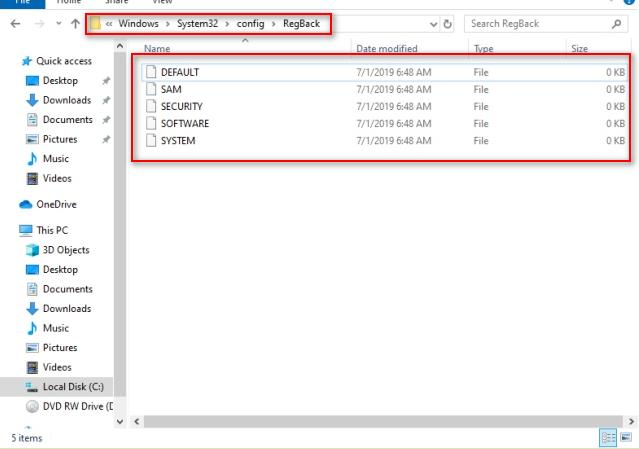 File Home Share View
« Windows > System32 > config > RegBack Search RegBack
Name Date modified Type Size
Quick access
Desktop
Downloads
Documents
Pictures
Music
Videos
OneDrive
This PC
3D Objects
Desktop
Documents
Downloads
Music
Pictures
Videos
Local Disk (C:)
DVD RW Drive (D
DEFAULT 7/1/2019 6:48 AM File 0 KB
SAM 7/1/2019 6:48 AM File 0 KB
SECURITY 7/1/2019 6:48 AM File 0 KB
SOFTWARE 7/1/2019 6:48 AM File 0 KB
SYSTEM 7/1/2019 6:48 AM File 0 KB
5 items